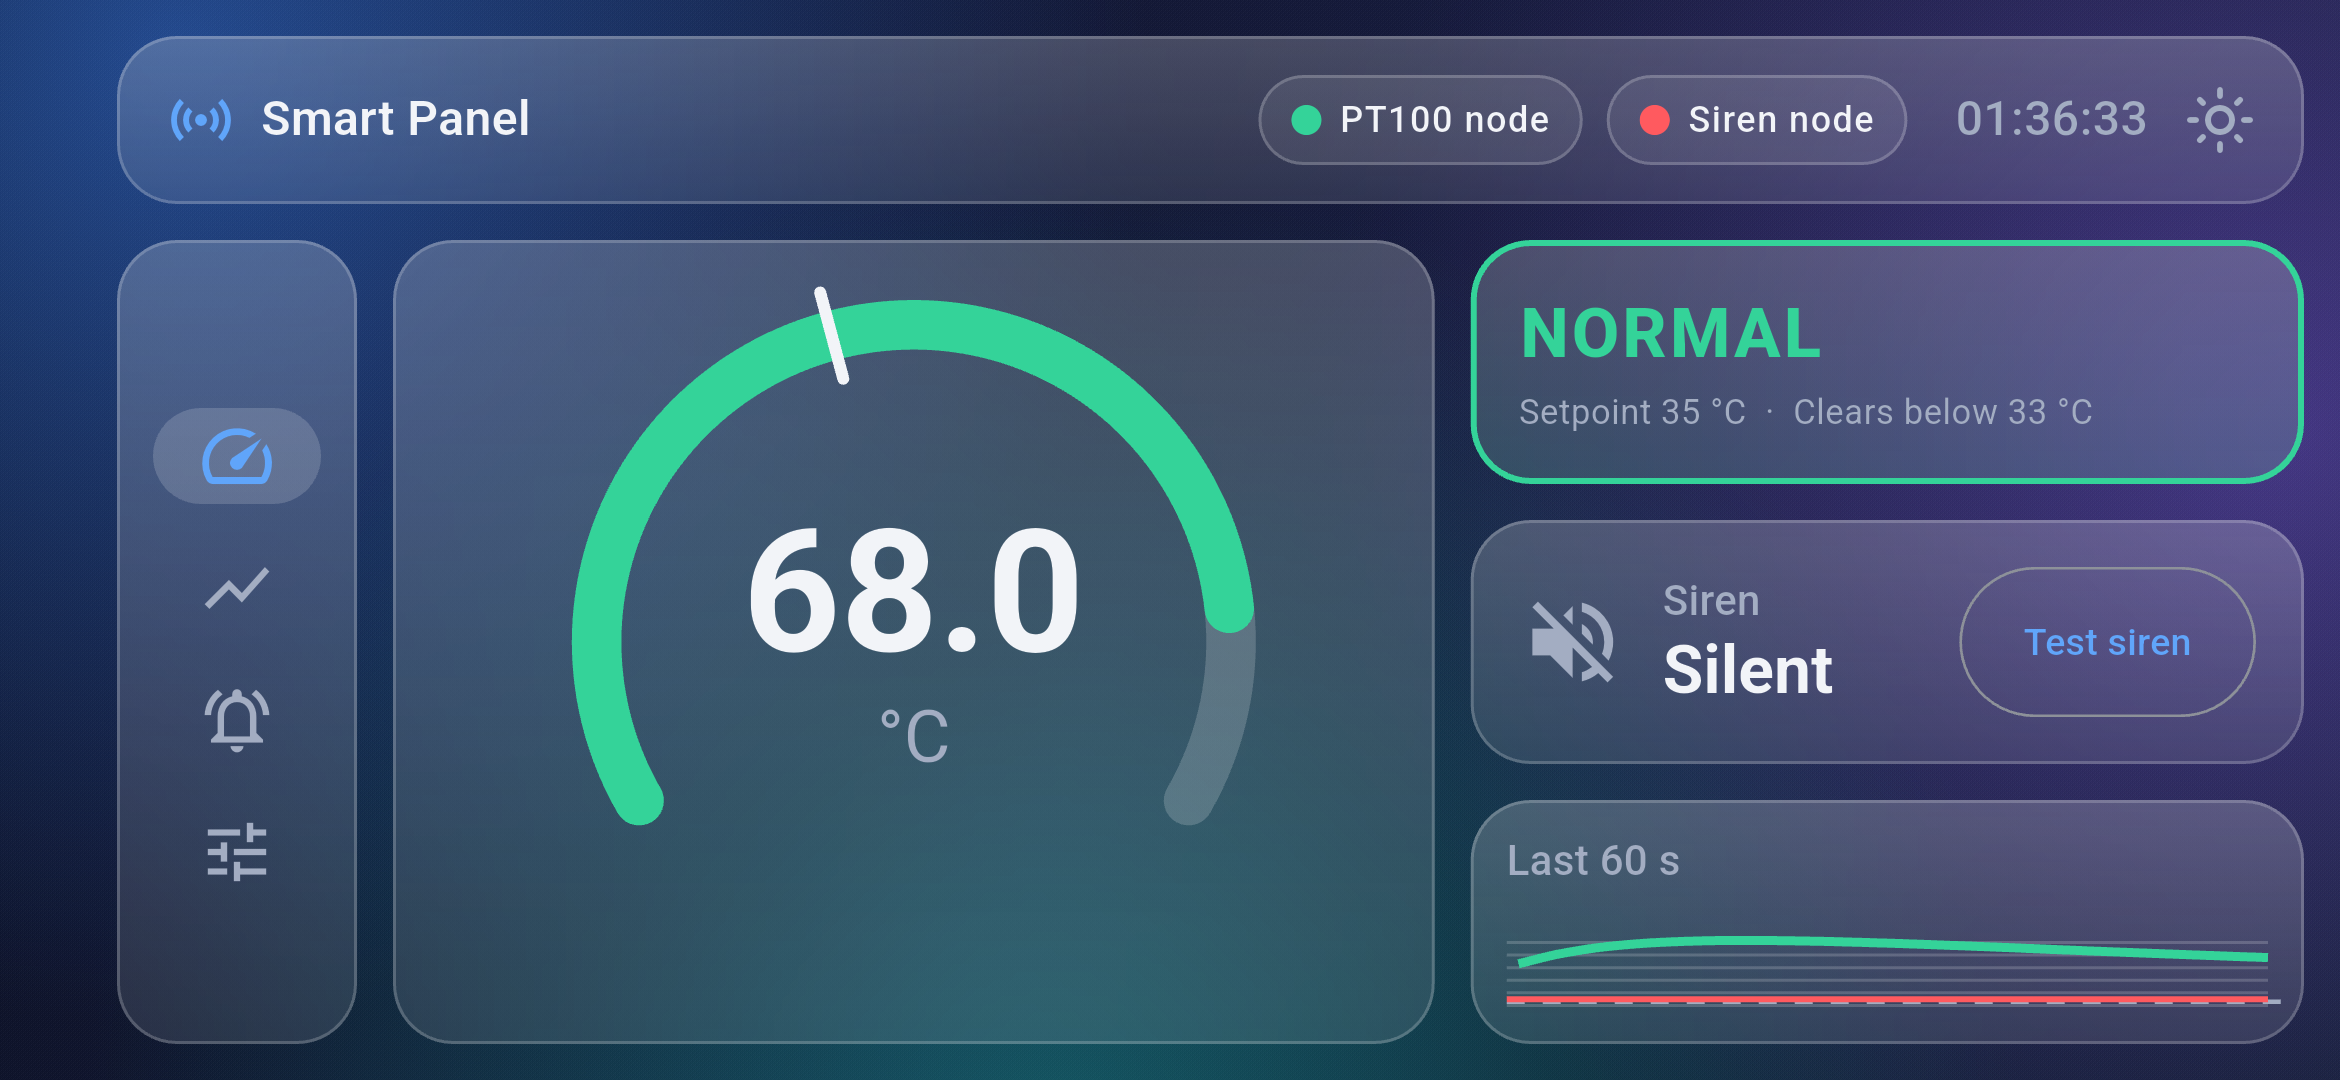 Smart Panel
PT100 node
Siren node
01:36:33
68.0
°C
NORMAL
Setpoint 35 °C · Clears below 33 °C
Siren
Silent
Test siren
Last 60 s